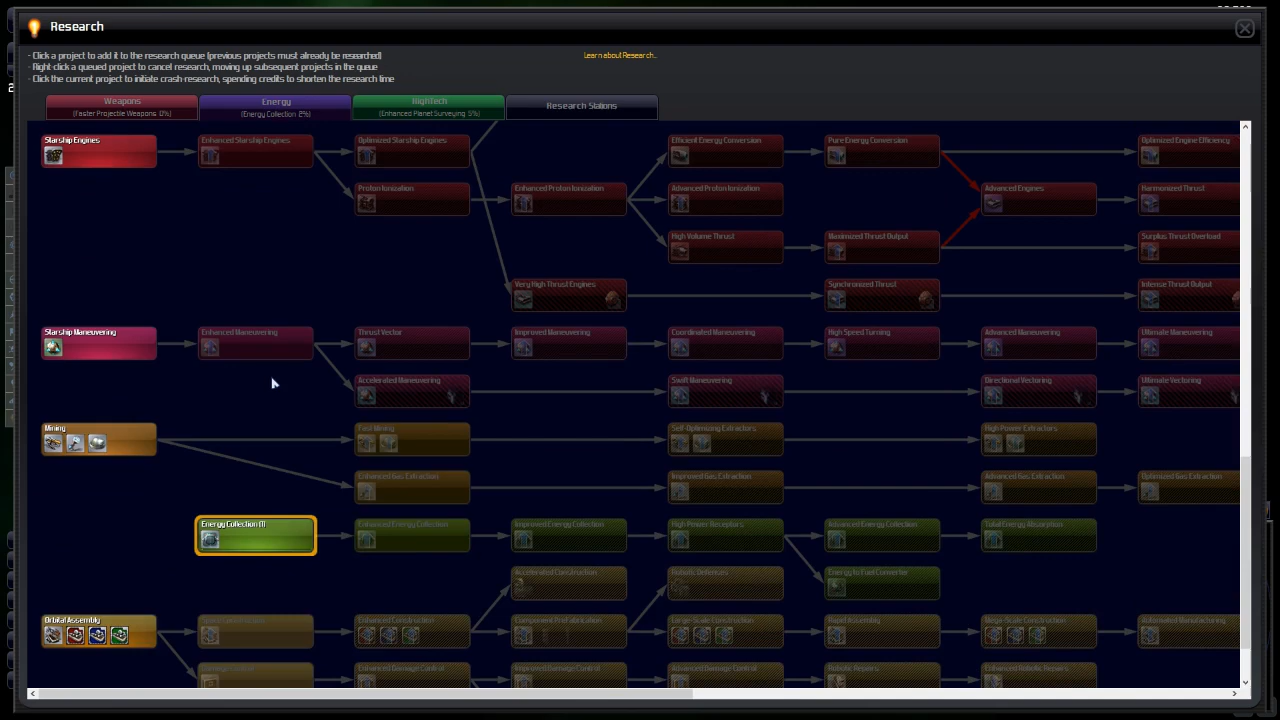 Research
- Click a project to add it to the research queue (previous projects must already be researched)
- Right-click a queued project to cancel research, moving up subsequent projects in the queue
- Click the current project to initiate crash research, spending credits to shorten the research time
Learn about Research...
Weapons
(Faster Projectile Weapons 0%)
Energy
(Energy Collection 2%)
HighTech
(Enhanced Planet Surveying 5%)
Research Stations
Starship Engines
Enhanced Starship Engines
Optimized Starship Engines
Efficient Energy Conversion
Pure Energy Conversion
Optimized Engine Efficiency
Proton Ionization
Enhanced Proton Ionization
Advanced Proton Ionization
Advanced Engines
Harmonized Thrust
High Volume Thrust
Maximized Thrust Output
Surplus Thrust Overload
Very High Thrust Engines
Synchronized Thrust
Intense Thrust Output
Starship Maneuvering
Enhanced Maneuvering
Thrust Vector
Improved Maneuvering
Coordinated Maneuvering
High Speed Turning
Advanced Maneuvering
Ultimate Maneuvering
Accelerated Maneuvering
Swift Maneuvering
Directional Vectoring
Ultimate Vectoring
Mining
Fast Mining
Self-Optimizing Extractors
High Power Extractors
Enhanced Gas Extraction
Improved Gas Extraction
Advanced Gas Extraction
Optimized Gas Extraction
Energy Collection (1)
Enhanced Energy Collection
Improved Energy Collection
High Power Receptors
Advanced Energy Collection
Total Energy Absorption
Accelerated Construction
Robotic Defenses
Energy to Fuel Converter
Orbital Assembly
Enhanced Construction
Component Prefabrication
Large-Scale Construction
Rapid Assembly
Mega-Scale Construction
Automated Manufacturing
Damage Control
Enhanced Damage Control
Improved Damage Control
Advanced Damage Control
Robotic Repairs
Enhanced Robotic Repairs